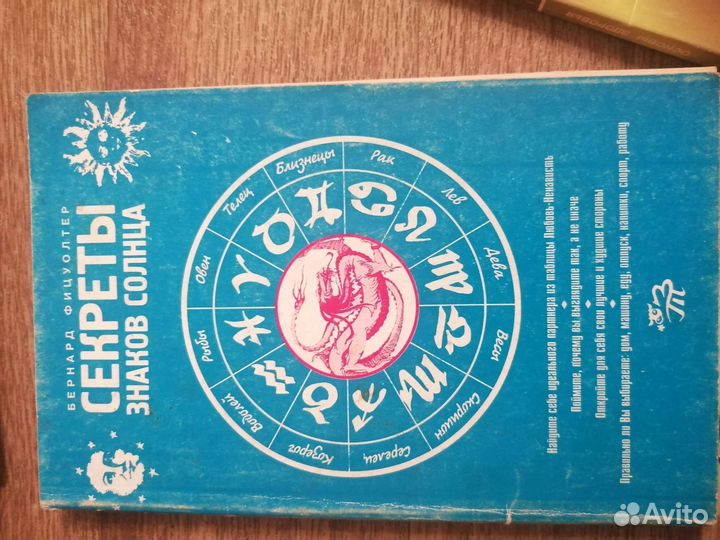 БЕРНАРД ФИЦУОЛТЕР
СЕКРЕТЫ
ЗНАКОВ СОЛНЦА
Овен
Телец
Близнецы
Рак
Лев
Дева
Весы
Скорпион
Стрелец
Козерог
Водолей
Рыбы
Найдите себе идеального партнера из таблицы Любовь-Ненависть
Поймите, почему вы выглядите так, а не иначе
Откройте для себя свои лучшие и худшие стороны
Правильно ли Вы выбираете: дом, машину, еду, отпуск, напитки, спорт, работу
ЗДОРОВЬЯ
Avito